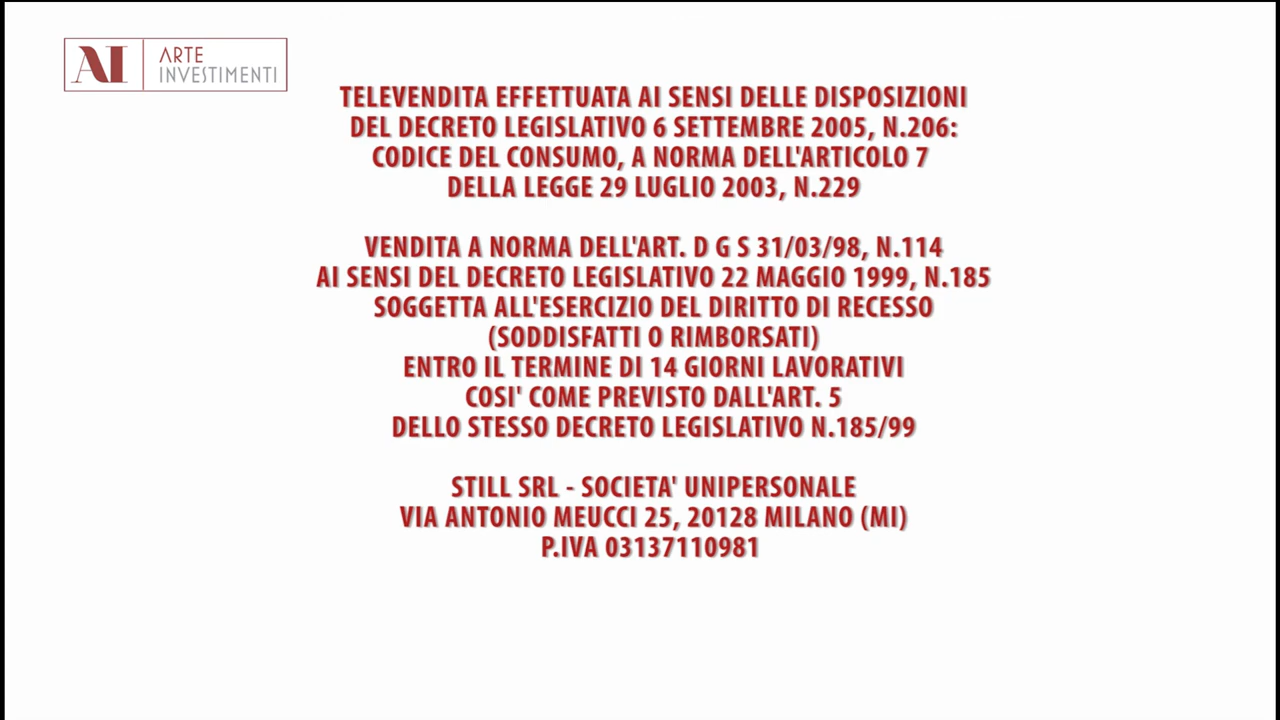 AI
ARTE
INVESTIMENTI
TELEVENDITA EFFETTUATA AI SENSI DELLE DISPOSIZIONI
DEL DECRETO LEGISLATIVO 6 SETTEMBRE 2005, N.206:
CODICE DEL CONSUMO, A NORMA DELL'ARTICOLO 7
DELLA LEGGE 29 LUGLIO 2003, N.229
VENDITA A NORMA DELL'ART. D G S 31/03/98, N.114
AI SENSI DEL DECRETO LEGISLATIVO 22 MAGGIO 1999, N.185
SOGGETTA ALL'ESERCIZIO DEL DIRITTO DI RECESSO
(SODDISFATTI O RIMBORSATI)
ENTRO IL TERMINE DI 14 GIORNI LAVORATIVI
COSI' COME PREVISTO DALL'ART. 5
DELLO STESSO DECRETO LEGISLATIVO N.185/99
STILL SRL - SOCIETA' UNIPERSONALE
VIA ANTONIO MEUCCI 25, 20128 MILANO (MI)
P.IVA 03137110981